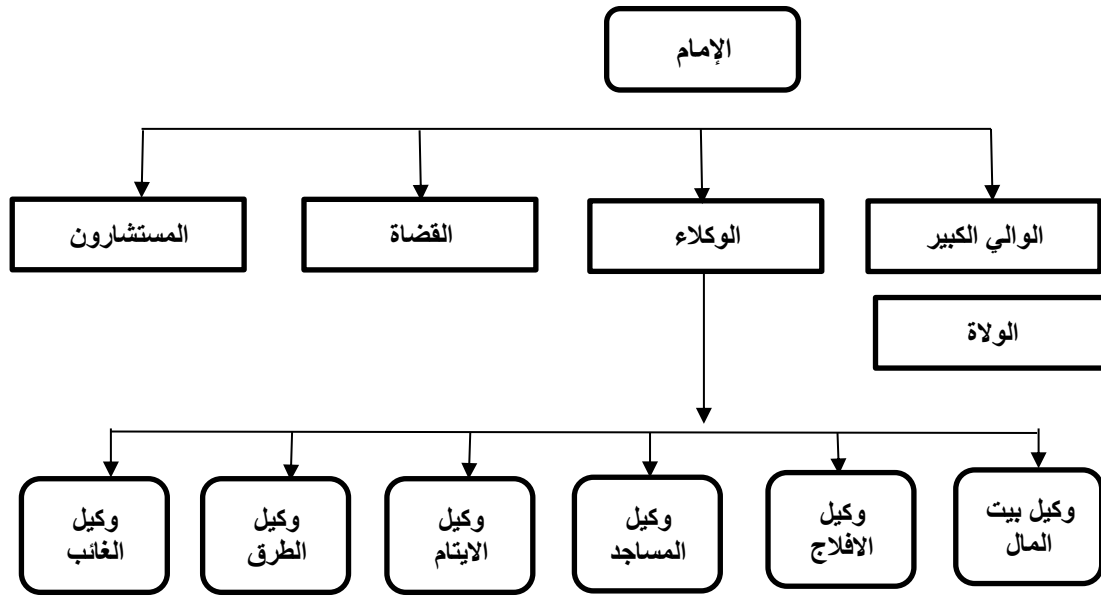 الإمام
الوالي الكبير
الوكلاء
القضاة
المستشارون
الولاة
وكيل بيت
المال
وكيل
الافلاج
وكيل
المساجد
وكيل
الايتام
وكيل
الطرق
وكيل
الغائب